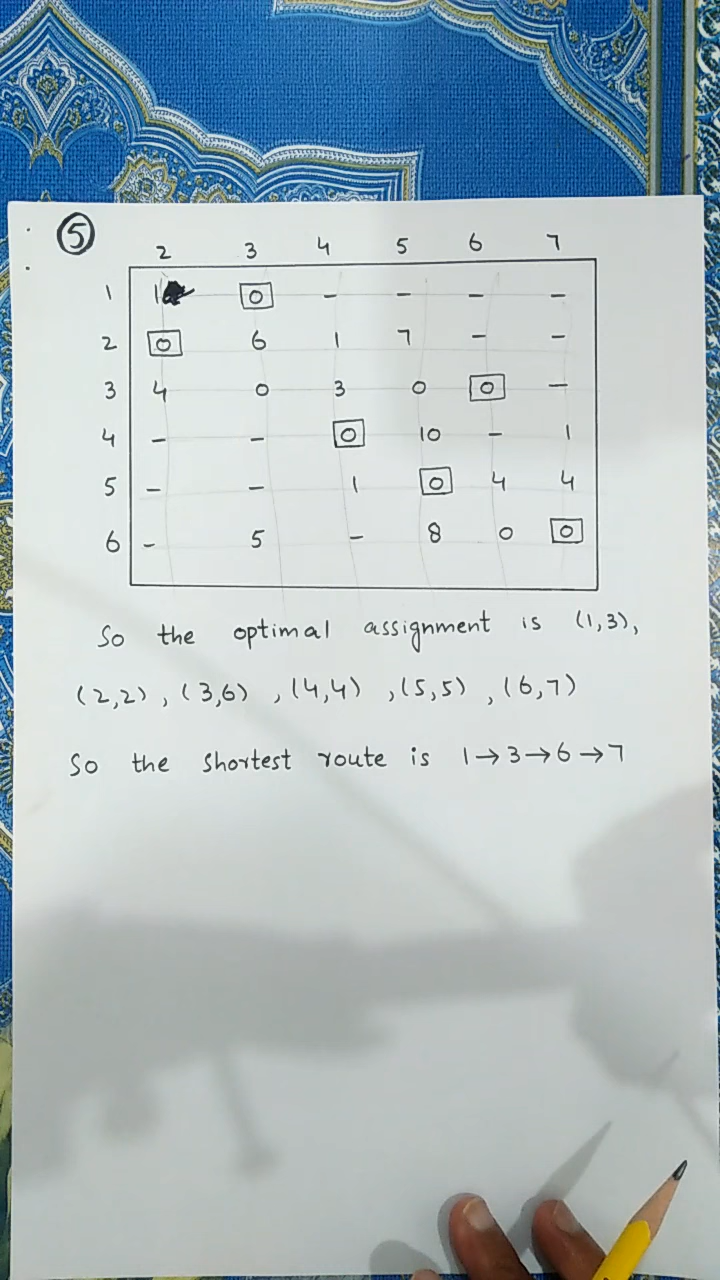 5
2 3 4 5 6 7
1 1 0 - - - -
2 0 6 1 7 - -
3 4 0 3 0 0 -
4 - - 0 10 - 1
5 - - 1 0 4 4
6 - 5 - 8 0 0
So the optimal assignment is (1,3),
(2,2), (3,6), (4,4), (5,5), (6,7)
So the shortest route is 1→3→6→7